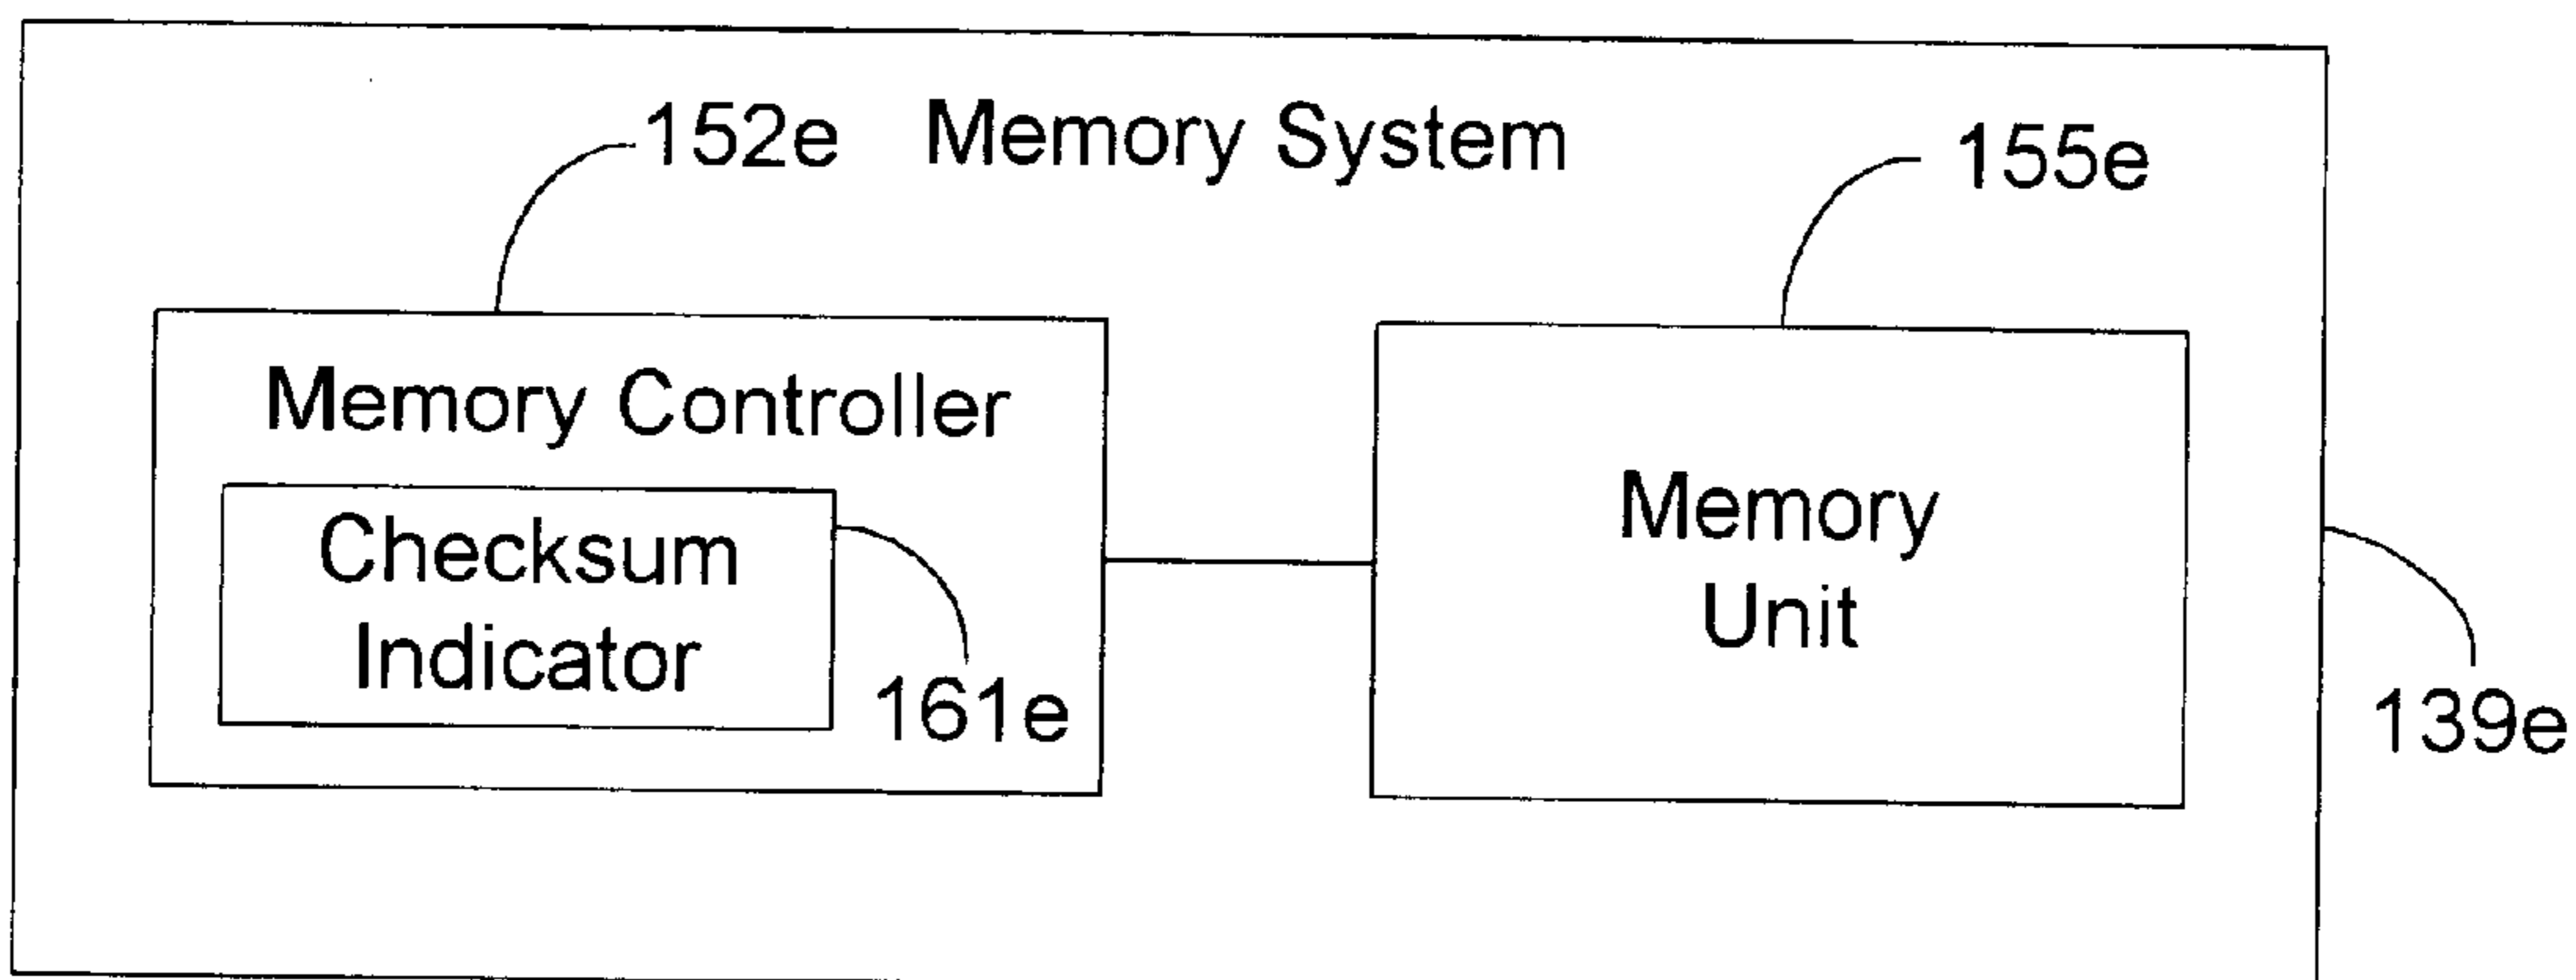 152e Memory System 155e
Memory Controller
Checksum
Indicator
161e
Memory
Unit
139e